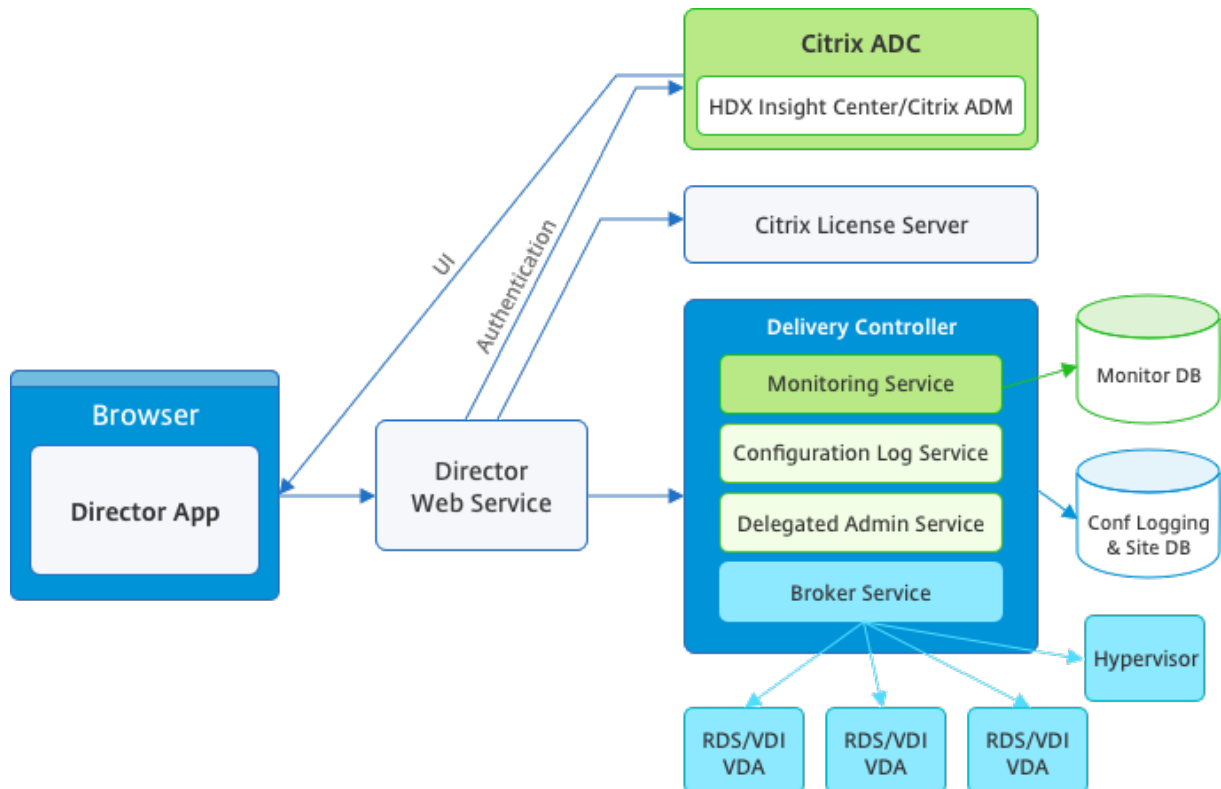 Citrix ADC
HDX Insight Center/Citrix ADM
UI
Authentication
Citrix License Server
Browser
Director App
Director
Web Service
Delivery Controller
Monitoring Service
Configuration Log Service
Delegated Admin Service
Broker Service
Monitor DB
Conf Logging
& Site DB
Hypervisor
RDS/VDI
VDA
RDS/VDI
VDA
RDS/VDI
VDA